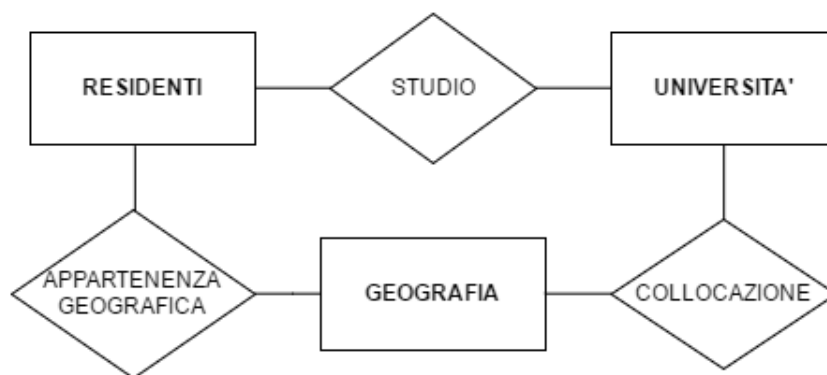 RESIDENTI
STUDIO
UNIVERSITA'
APPARTENENZA
GEOGRAFICA
GEOGRAFIA
COLLOCAZIONE